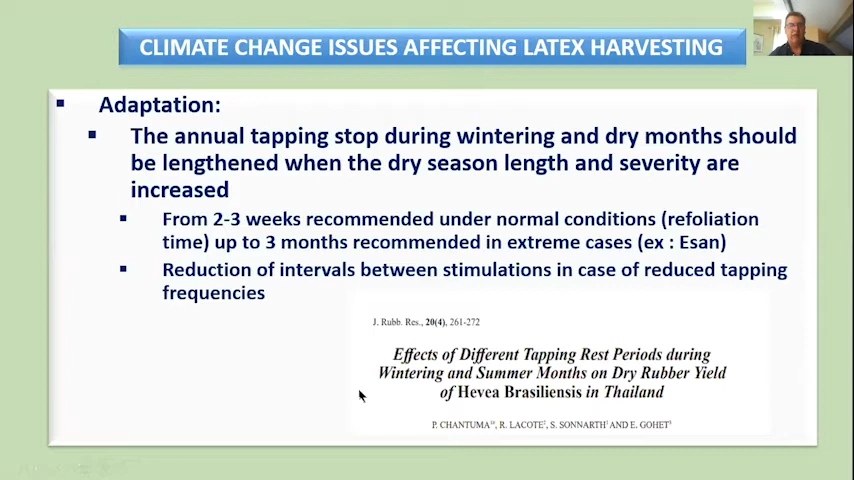 CLIMATE CHANGE ISSUES AFFECTING LATEX HARVESTING
Adaptation:
The annual tapping stop during wintering and dry months should
be lengthened when the dry season length and severity are
increased
From 2-3 weeks recommended under normal conditions (refoliation
time) up to 3 months recommended in extreme cases (ex : Esan)
Reduction of intervals between stimulations in case of reduced tapping
frequencies
J. Rubb. Res., 20(4), 261-272
Effects of Different Tapping Rest Periods during
Wintering and Summer Months on Dry Rubber Yield
of Hevea Brasiliensis in Thailand
P. CHANTUMA, R. LACOTE, S. SONNARTH AND E. GOHET